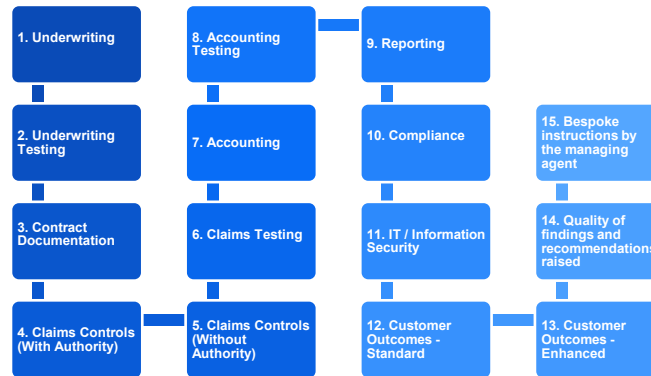 1. Underwriting
2. Underwriting
Testing
3. Contract
Documentation
4. Claims Controls
(With Authority)
5. Claims Controls
(Without
Authority)
6. Claims Testing
7. Accounting
8. Accounting
Testing
9. Reporting
10. Compliance
11. IT / Information
Security
12. Customer
Outcomes -
Standard
13. Customer
Outcomes -
Enhanced
14. Quality of
findings and
recommendations
raised
15. Bespoke
instructions by
the managing
agent